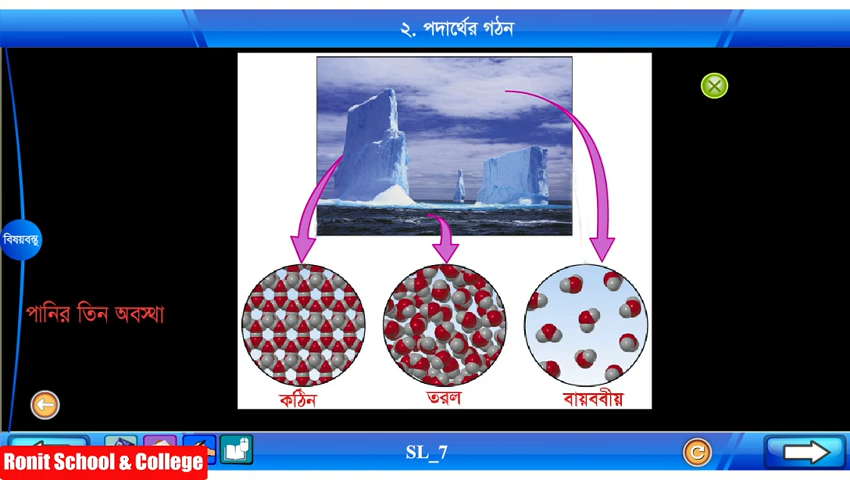 ২. পদার্থের গঠন
বিষয়বস্তু
পানির তিন অবস্থা
কঠিন
তরল
বায়ববীয়
SL_7
Ronit School & College